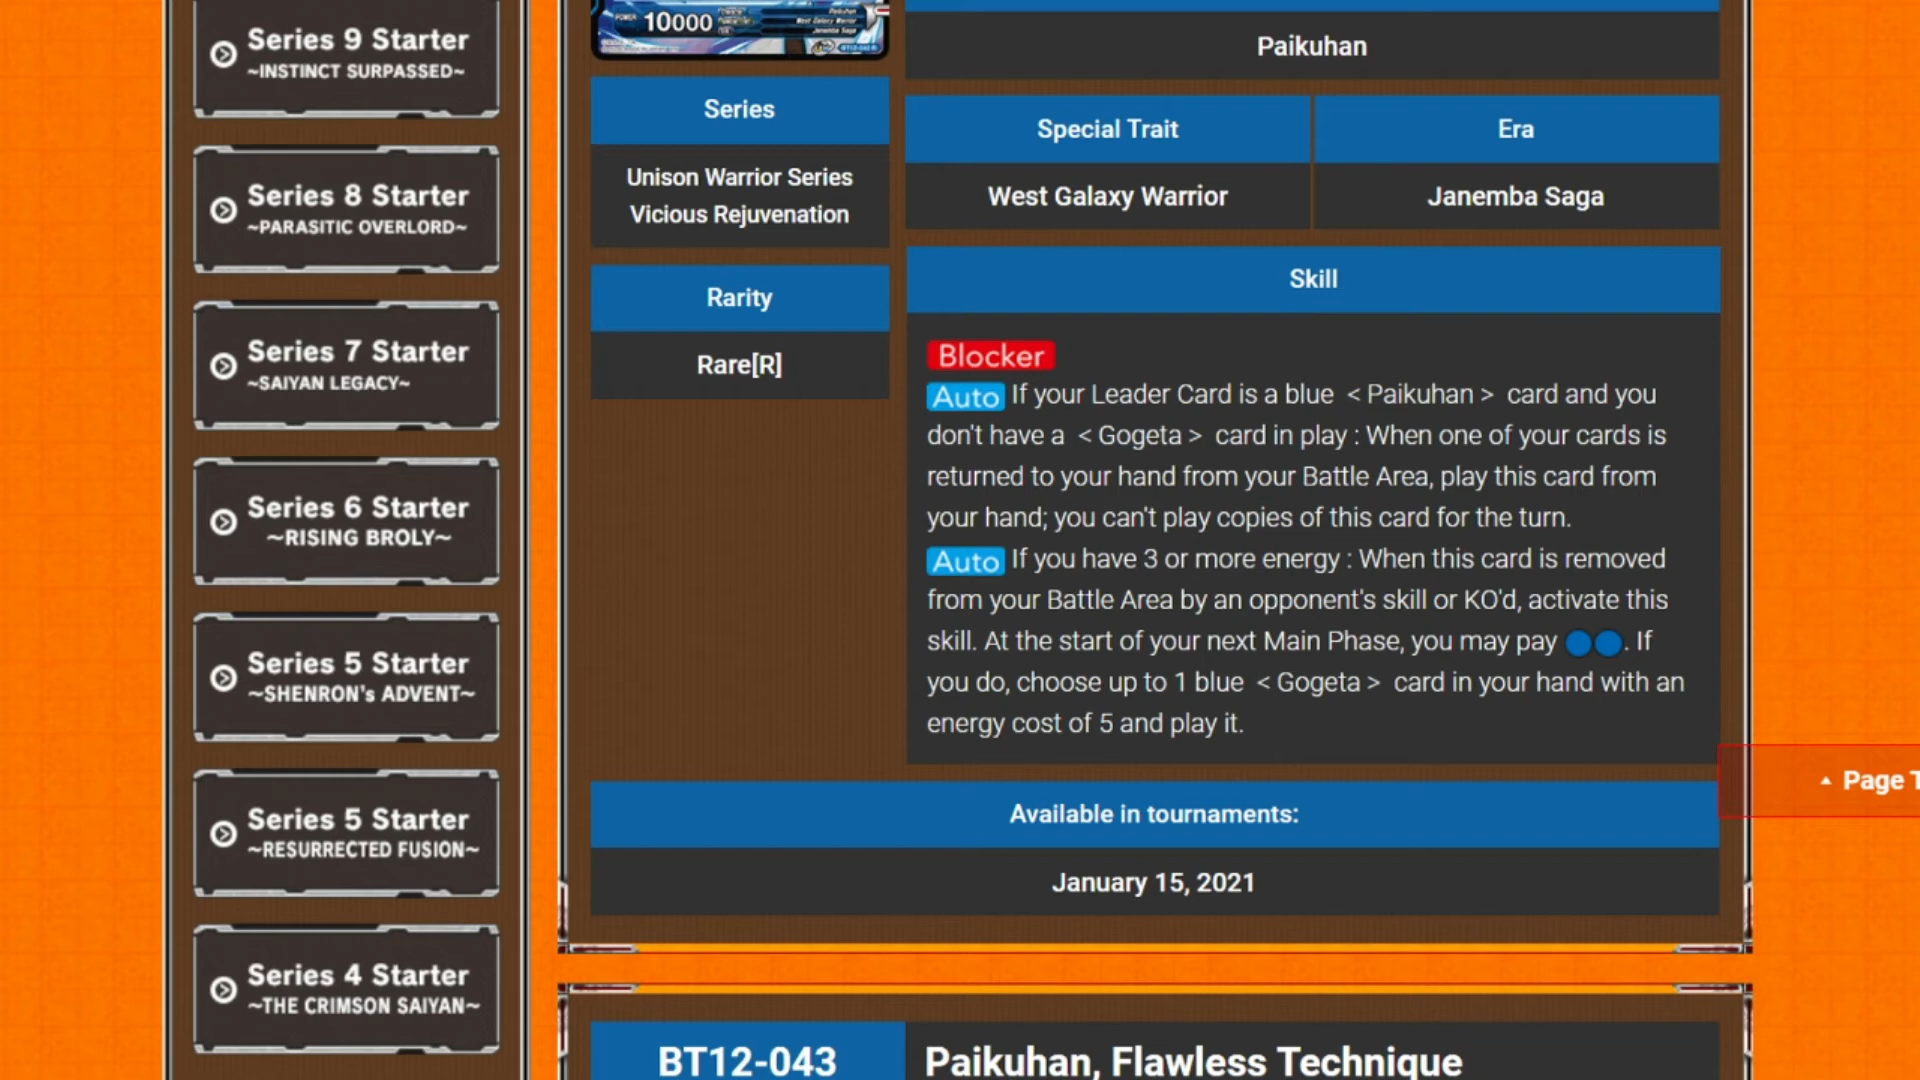 Series 9 Starter
~INSTINCT SURPASSED~
Series 8 Starter
~PARASITIC OVERLORD~
Series 7 Starter
~SAIYAN LEGACY~
Series 6 Starter
~RISING BROLY~
Series 5 Starter
~SHENRON's ADVENT~
Series 5 Starter
~RESURRECTED FUSION~
Series 4 Starter
~THE CRIMSON SAIYAN~
POWER 10000
Paikuhan
West Galaxy Warrior
Janemba Saga
Series
Unison Warrior Series
Vicious Rejuvenation
Rarity
Rare[R]
Paikuhan
Special Trait
Era
West Galaxy Warrior
Janemba Saga
Skill
Blocker
Auto If your Leader Card is a blue <Paikuhan> card and you
don't have a <Gogeta> card in play : When one of your cards is
returned to your hand from your Battle Area, play this card from
your hand; you can't play copies of this card for the turn.
Auto If you have 3 or more energy : When this card is removed
from your Battle Area by an opponent's skill or KO'd, activate this
skill. At the start of your next Main Phase, you may pay . If
you do, choose up to 1 blue <Gogeta> card in your hand with an
energy cost of 5 and play it.
Available in tournaments:
January 15, 2021
Page T
BT12-043
Paikuhan, Flawless Technique